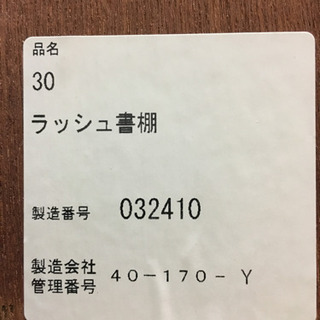 品名
30
ラッシュ書棚
製造番号 032410
製造会社
管理番号 40-170-Y